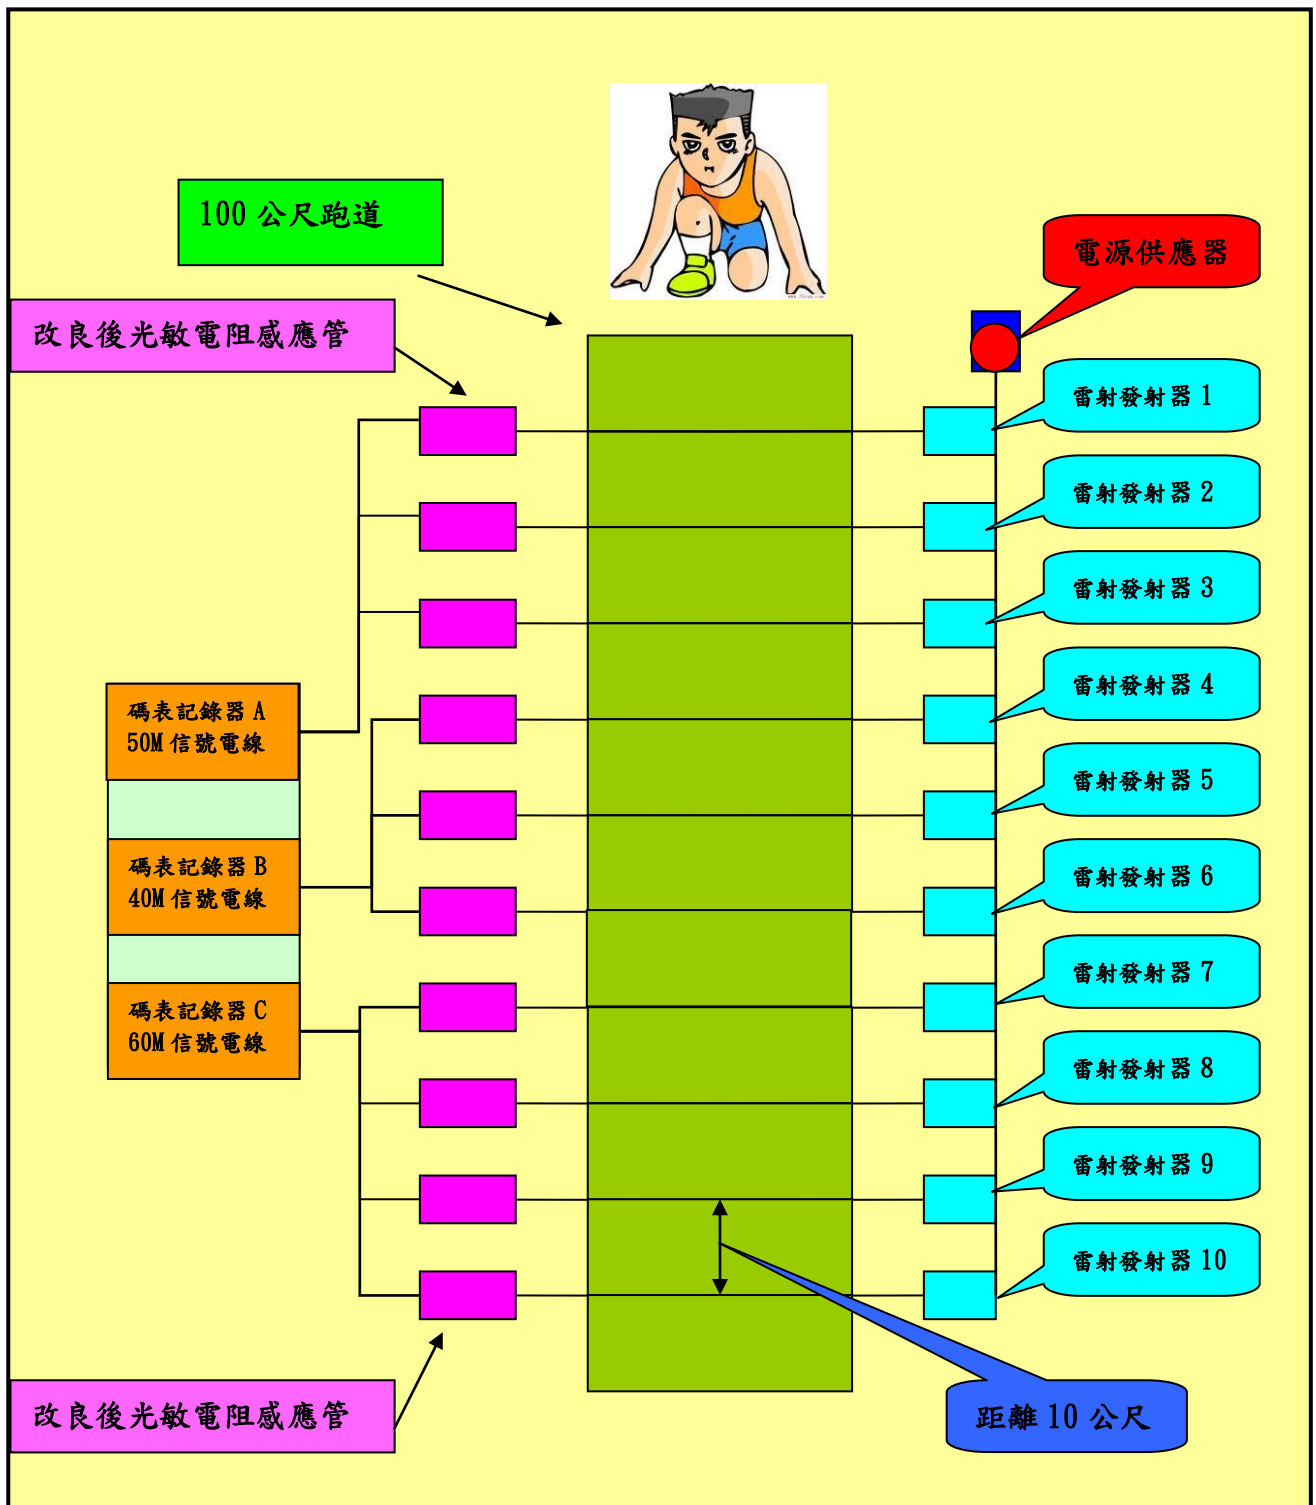 100 公尺跑道
電源供應器
改良後光敏電阻感應管
雷射發射器 1
雷射發射器 2
雷射發射器 3
雷射發射器 4
碼表記錄器 A
50M 信號電線
雷射發射器 5
碼表記錄器 B
40M 信號電線
雷射發射器 6
雷射發射器 7
碼表記錄器 C
60M 信號電線
雷射發射器 8
雷射發射器 9
雷射發射器 10
改良後光敏電阻感應管
距離 10 公尺